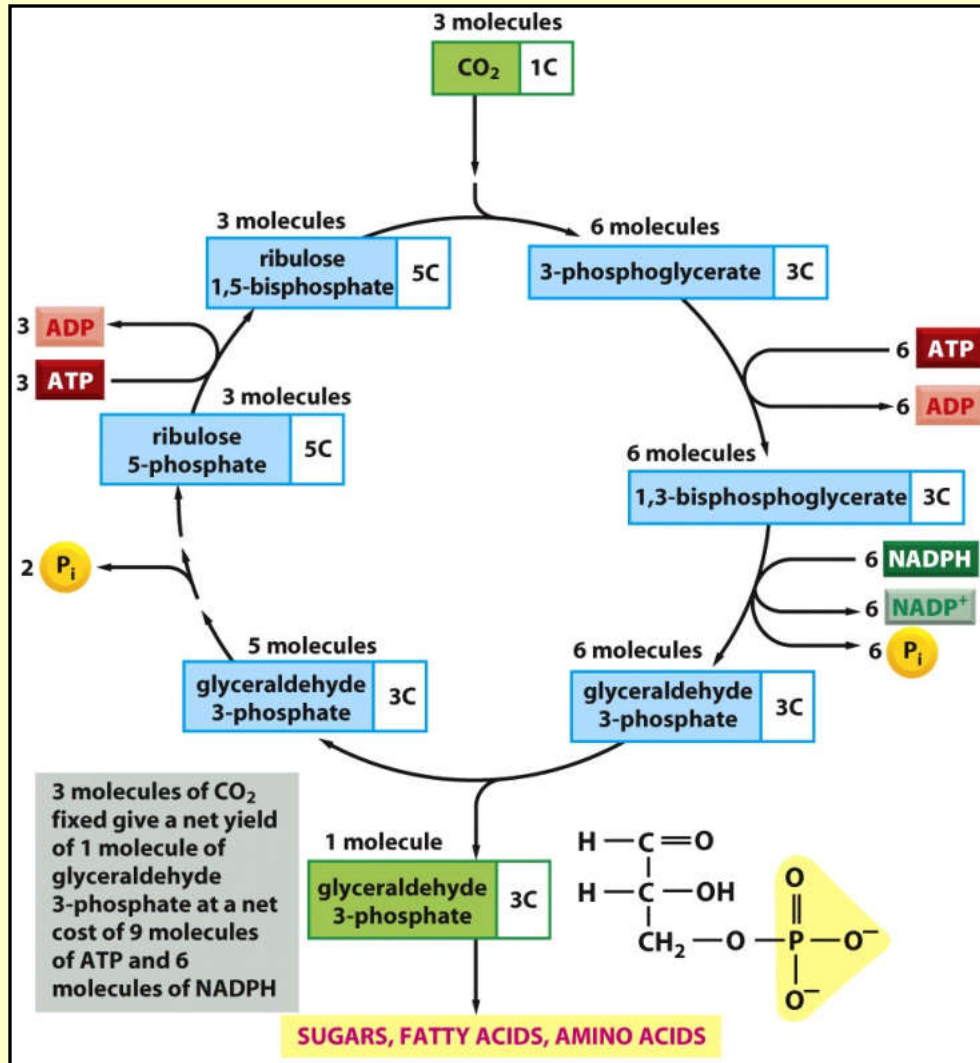 3 molecules
CO₂ 1C
3 molecules
ribulose
1,5-bisphosphate
5C
6 molecules
3-phosphoglycerate 3C
3 ADP
3 ATP
6 ATP
6 ADP
3 molecules
ribulose
5-phosphate
5C
6 molecules
1,3-bisphosphoglycerate 3C
2 Pi
6 NADPH
6 NADP⁺
6 Pi
5 molecules
glyceraldehyde
3-phosphate
3C
6 molecules
glyceraldehyde
3-phosphate
3C
3 molecules of CO₂
fixed give a net yield
of 1 molecule of
glyceraldehyde
3-phosphate at a net
cost of 9 molecules
of ATP and 6
molecules of NADPH
1 molecule
glyceraldehyde
3-phosphate
3C
H C O
H C OH
CH₂ O P O⁻
O
O⁻
SUGARS, FATTY ACIDS, AMINO ACIDS